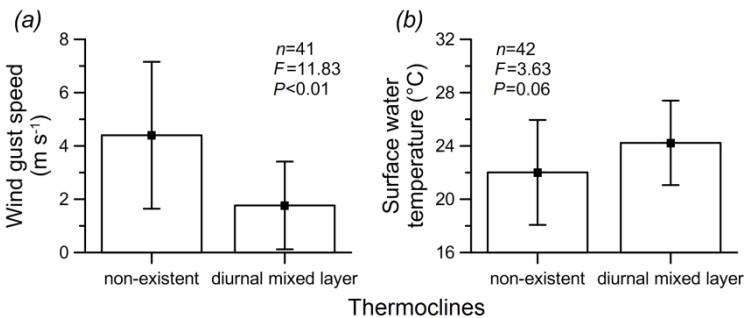 (a)
Wind gust speed
(m s⁻¹)
8
6
4
2
0
n=41
F=11.83
P<0.01
non-existent
diurnal mixed layer
(b)
Surface water
temperature (°C)
32
28
24
22
16
n=42
F=3.63
P=0.06
non-existent
diurnal mixed layer
Thermoclines